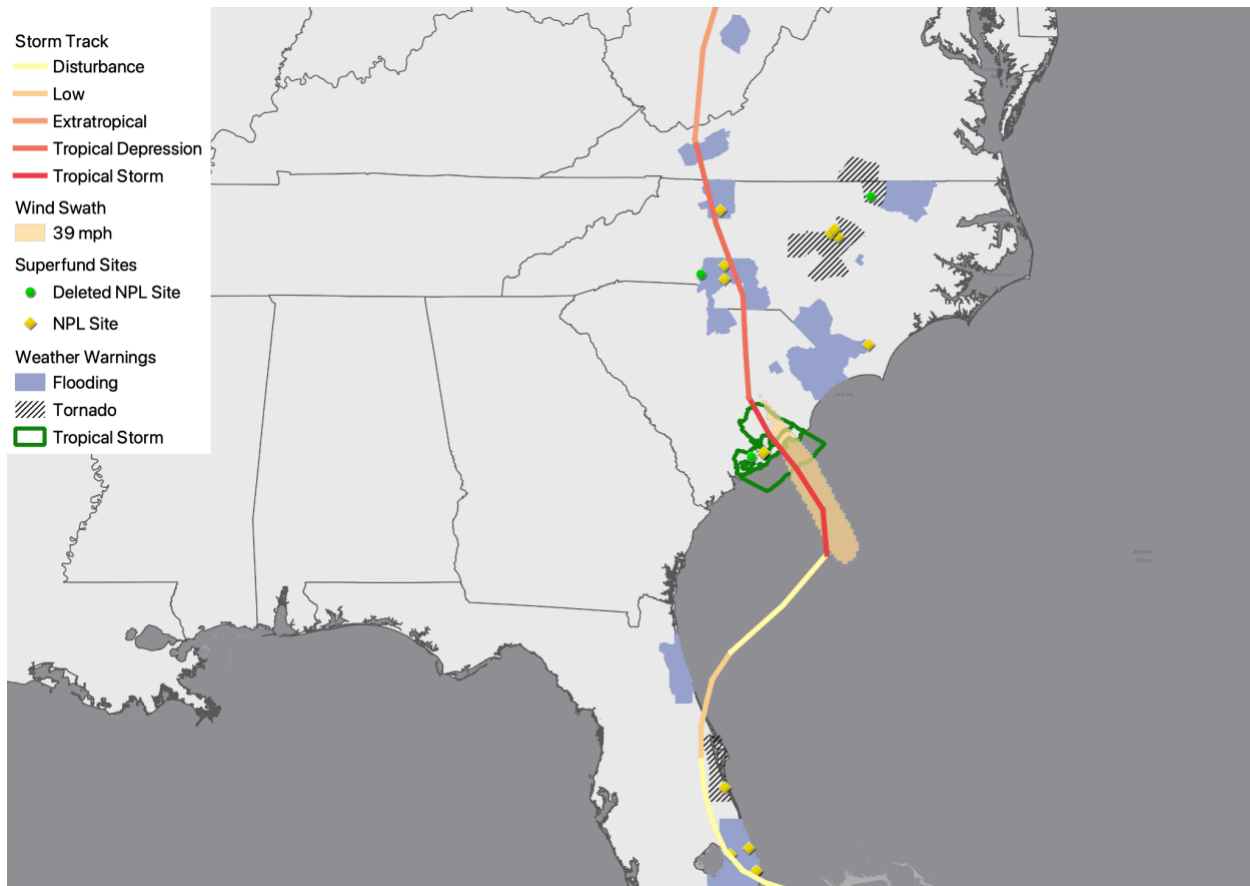 Storm Track
Disturbance
Low
Extratropical
Tropical Depression
Tropical Storm
Wind Swath
39 mph
Superfund Sites
Deleted NPL Site
NPL Site
Weather Warnings
Flooding
Tornado
Tropical Storm